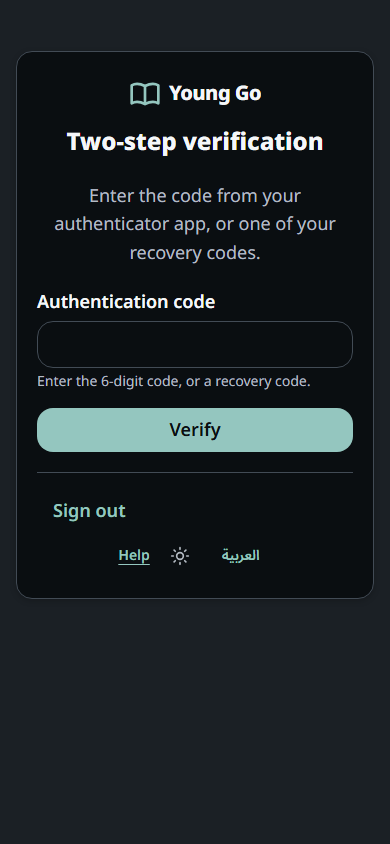 Young Go
Two-step verification
Enter the code from your
authenticator app, or one of your
recovery codes.
Authentication code
Enter the 6-digit code, or a recovery code.
Verify
Sign out
Help
العربية